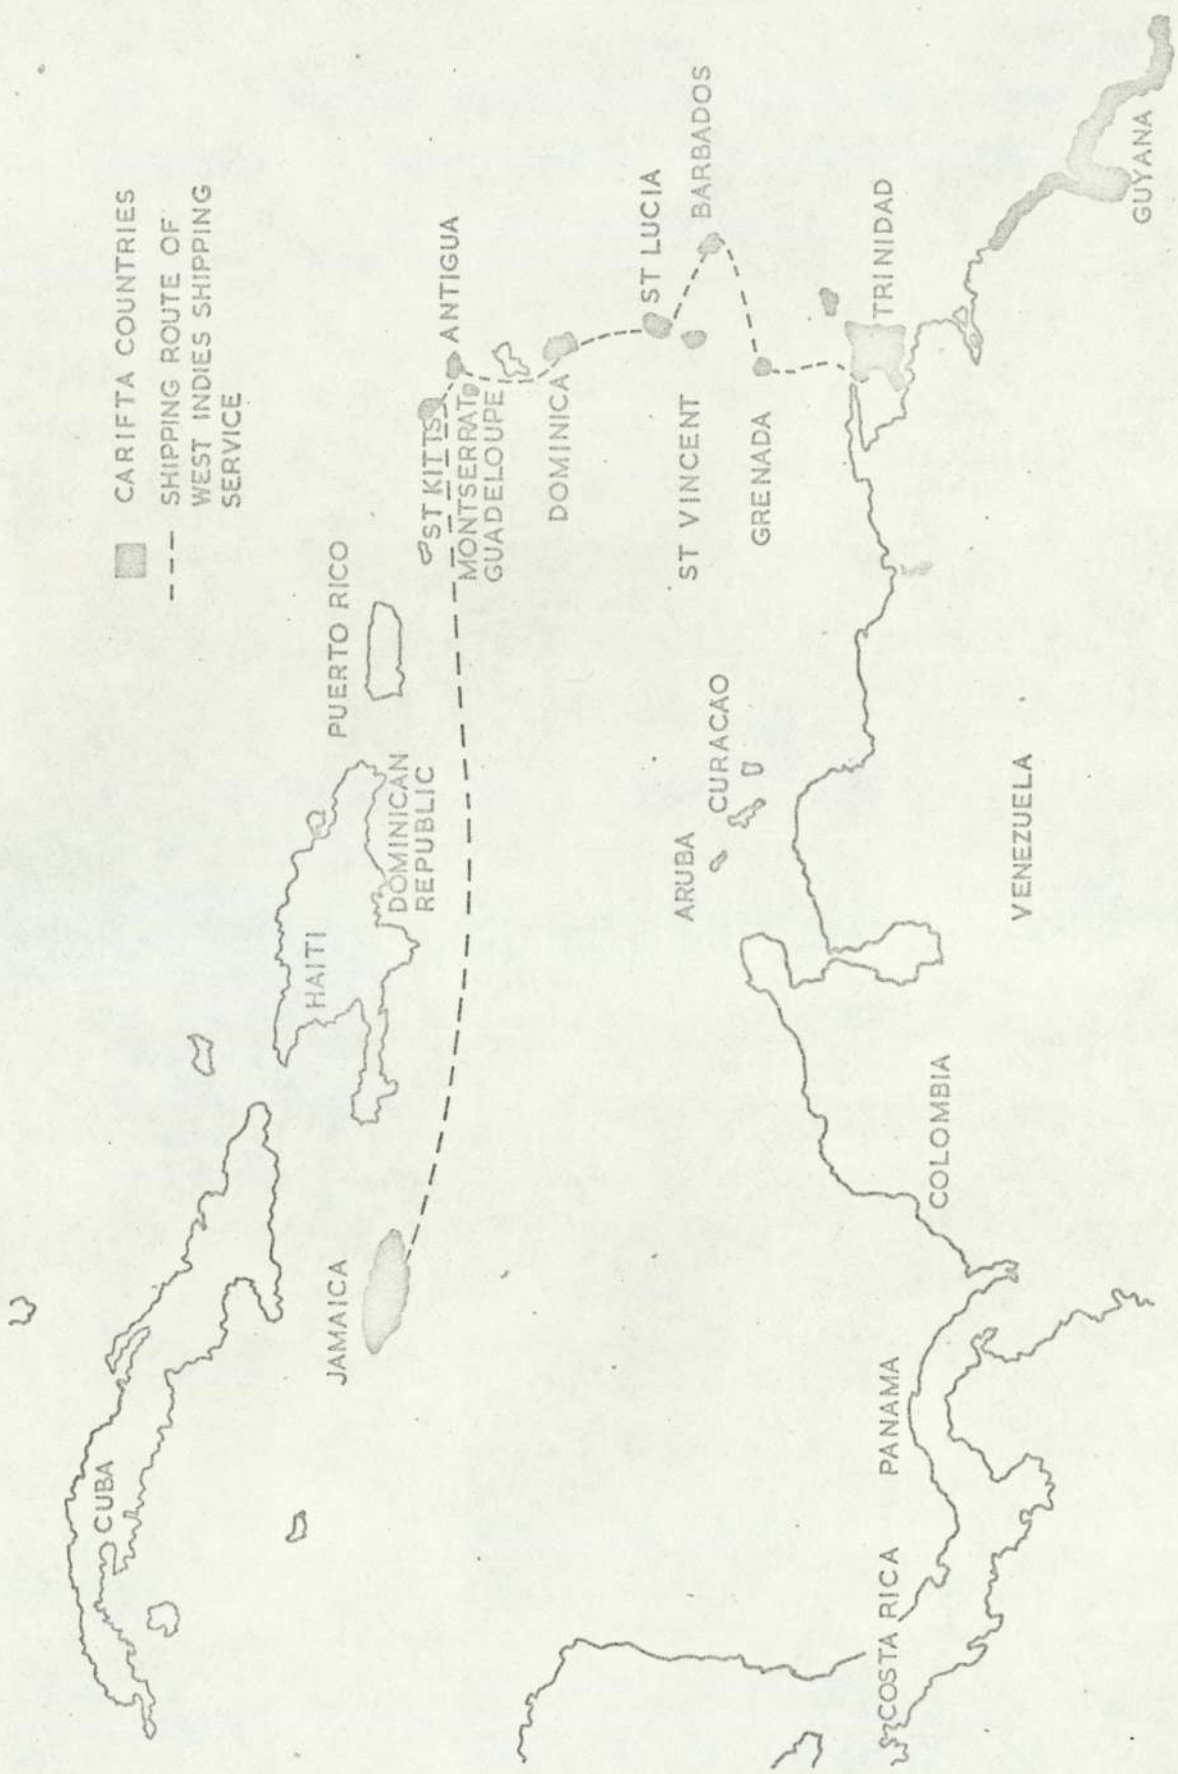 CARIFTA COUNTRIES
SHIPPING ROUTE OF
WEST INDIES SHIPPING
SERVICE
CUBA
JAMAICA
HAITI
DOMINICAN
REPUBLIC
PUERTO RICO
ST KITTS
ANTIGUA
MONTSERRAT
GUADELOUPE
DOMINICA
ST LUCIA
BARBADOS
ST VINCENT
GRENADA
ARUBA
CURACAO
TRINIDAD
COSTA RICA
PANAMA
COLOMBIA
VENEZUELA
GUYANA